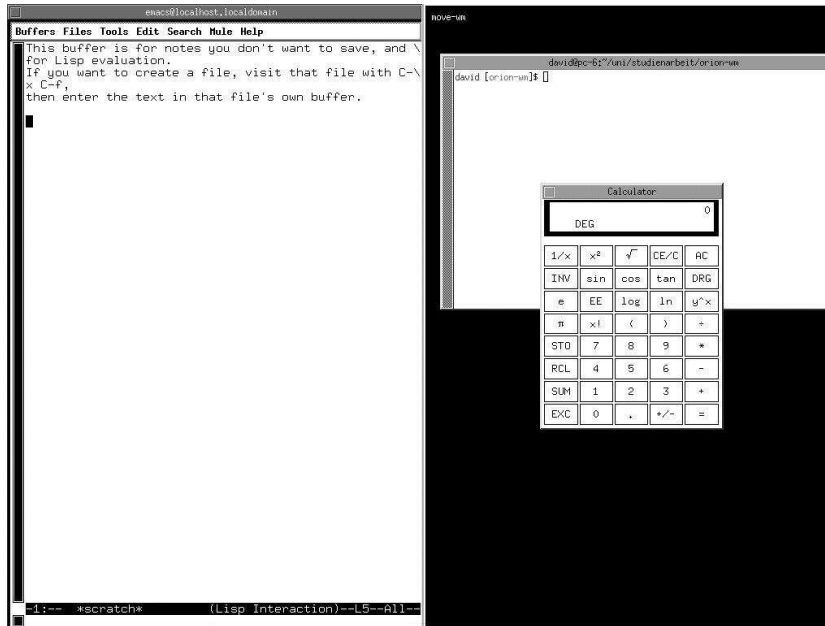 emacs@localhost.localdomain
Buffers Files Tools Edit Search Mule Help
This buffer is for notes you don't want to save, and \
for Lisp evaluation.
If you want to create a file, visit that file with C-\
x C-f,
then enter the text in that file's own buffer.
-1:-- *scratch* (Lisp Interaction)--L5--All--
move-wm
david@pc-6:~/uni/studienarbeit/orion-wm
david [orion-wm]$
Calculator
0
DEG
1/x x² √ CE/C AC
INV sin cos tan DRG
e EE log ln y^x
π x! ( ) ÷
STO 7 8 9 *
RCL 4 5 6 -
SUM 1 2 3 +
EXC 0 . +/- =